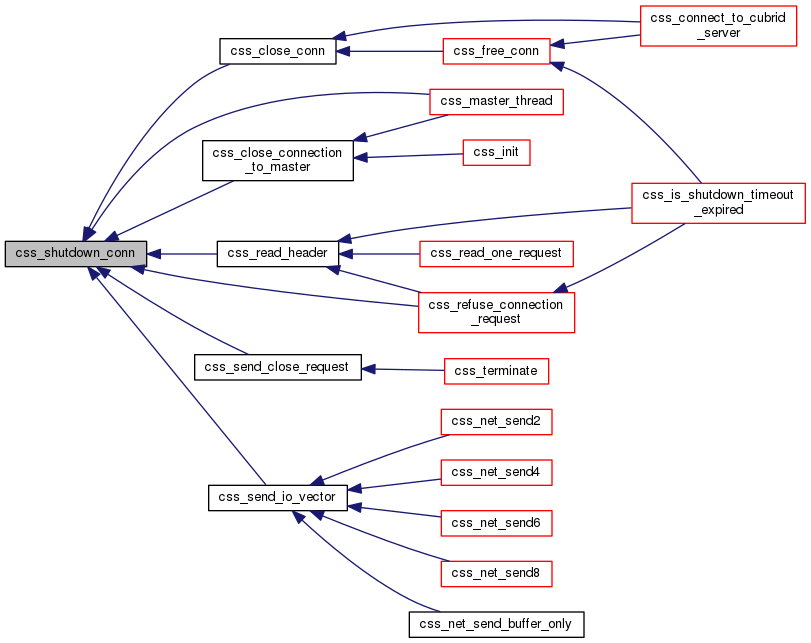 css_connect_to_cubrid
_server
css_close_conn
css_free_conn
css_master_thread
css_close_connection
_to_master
css_init
css_is_shutdown_timeout
_expired
css_shutdown_conn
css_read_header
css_read_one_request
css_refuse_connection
_request
css_send_close_request
css_terminate
css_net_send2
css_net_send4
css_send_io_vector
css_net_send6
css_net_send8
css_net_send_buffer_only